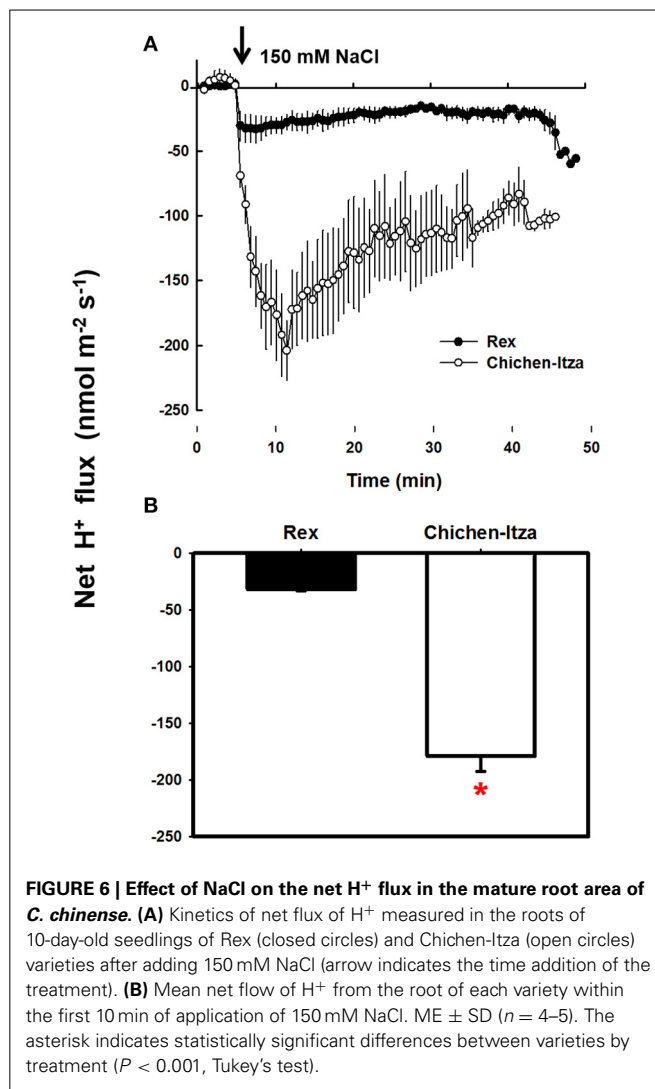 A
150 mM NaCl
0
-50
-100
-150
-200
-250
Rex
Chichen-Itza
0 10 20 30 40 50
Time (min)
Net H⁺ flux (nmol m⁻² s⁻¹)
B
Rex Chichen-Itza
0
-50
-100
-150
-200
-250
*
FIGURE 6 | Effect of NaCl on the net H⁺ flux in the mature root area of
C. chinense. (A) Kinetics of net flux of H⁺ measured in the roots of
10-day-old seedlings of Rex (closed circles) and Chichen-Itza (open circles)
varieties after adding 150 mM NaCl (arrow indicates the time addition of the
treatment). (B) Mean net flow of H⁺ from the root of each variety within
the first 10 min of application of 150 mM NaCl. ME ± SD (n = 4–5). The
asterisk indicates statistically significant differences between varieties by
treatment (P < 0.001, Tukey's test).